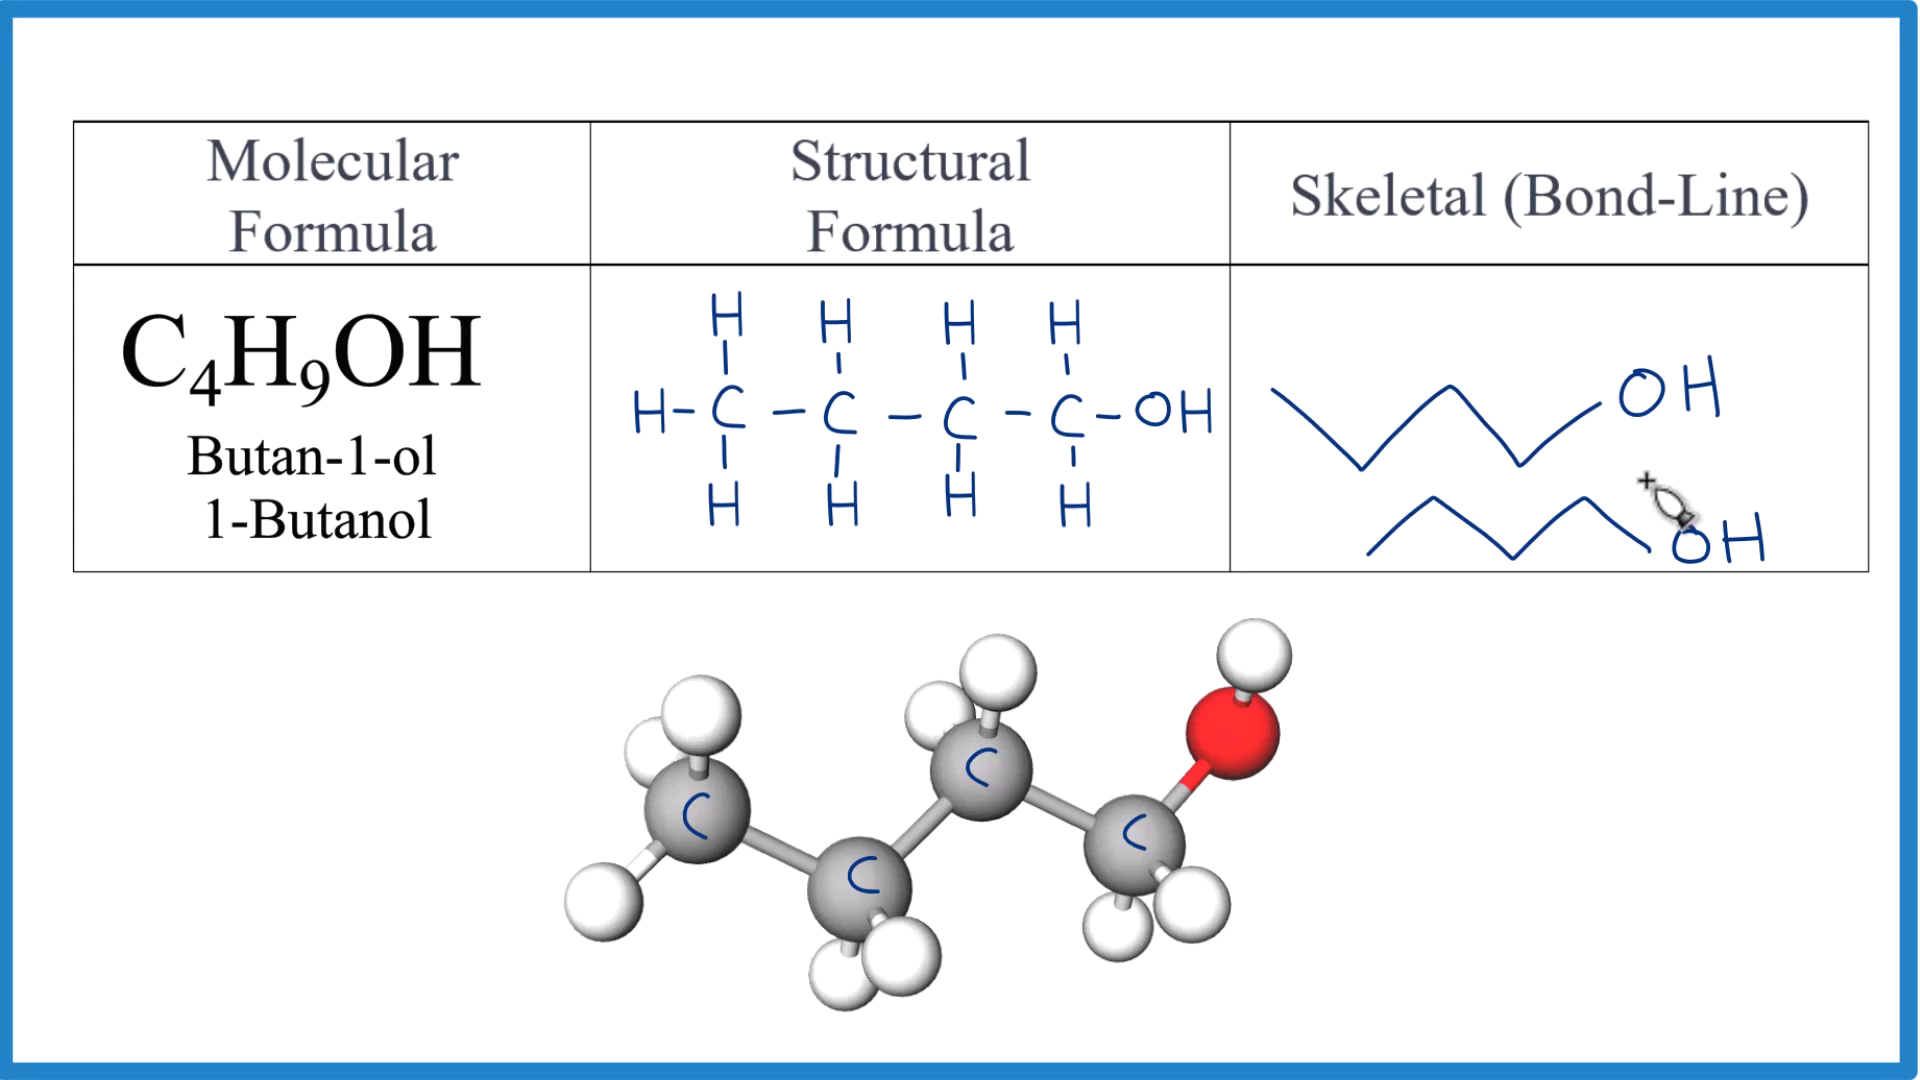 Molecular
Formula
Structural
Formula
Skeletal (Bond-Line)
C₄H₉OH
Butan-1-ol
1-Butanol
H H H H
H-C-C-C-C-OH
H H H H
OH
OH
C C C C